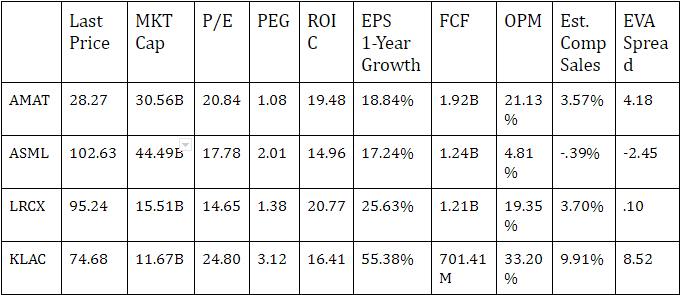 Last Price MKT Cap P/E PEG ROI C EPS 1-Year Growth FCF OPM Est. Comp Sales EVA Sprea d
AMAT 28.27 30.56B 20.84 1.08 19.48 18.84% 1.92B 21.13 % 3.57% 4.18
ASML 102.63 44.49B 17.78 2.01 14.96 17.24% 1.24B 4.81 % -.39% -2.45
LRCX 95.24 15.51B 14.65 1.38 20.77 25.63% 1.21B 19.35 % 3.70% .10
KLAC 74.68 11.67B 24.80 3.12 16.41 55.38% 701.41 M 33.20 % 9.91% 8.52